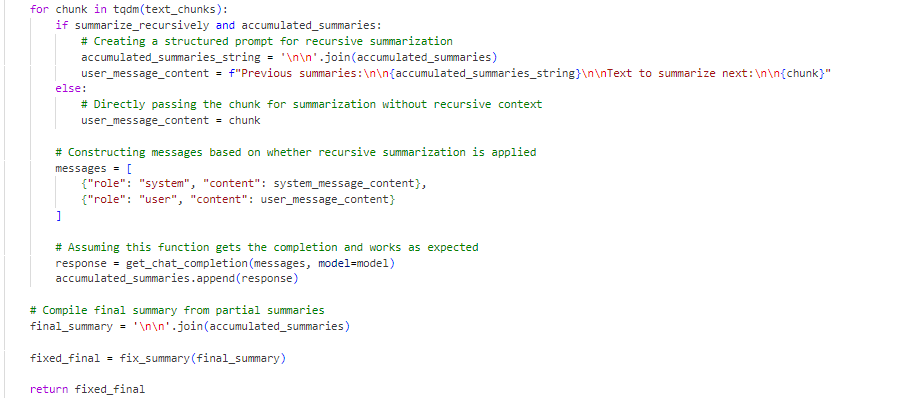 for chunk in tqdm(text_chunks):
    if summarize_recursively and accumulated_summaries:
        # Creating a structured prompt for recursive summarization
        accumulated_summaries_string = '\n\n'.join(accumulated_summaries)
        user_message_content = f"Previous summaries:\n\n{accumulated_summaries_string}\n\nText to summarize next:\n\n{chunk}"
    else:
        # Directly passing the chunk for summarization without recursive context
        user_message_content = chunk

    # Constructing messages based on whether recursive summarization is applied
    messages = [
        {"role": "system", "content": system_message_content},
        {"role": "user", "content": user_message_content}
    ]

    # Assuming this function gets the completion and works as expected
    response = get_chat_completion(messages, model=model)
    accumulated_summaries.append(response)

# Compile final summary from partial summaries
final_summary = '\n\n'.join(accumulated_summaries)

fixed_final = fix_summary(final_summary)

return fixed_final